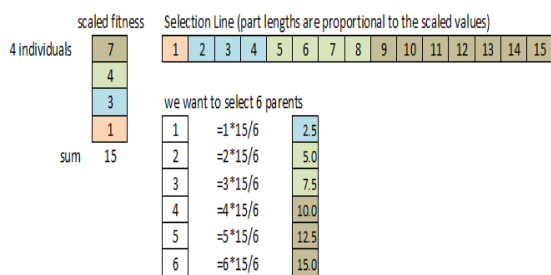 scaled fitness Selection Line (part lengths are proportional to the scaled values)
4 individuals 7 1 2 3 4 5 6 7 8 9 10 11 12 13 14 15
4
3 we want to select 6 parents
1 1 =1*15/6 2.5
sum 15 2 =2*15/6 5.0
3 =3*15/6 7.5
4 =4*15/6 10.0
5 =5*15/6 12.5
6 =6*15/6 15.0